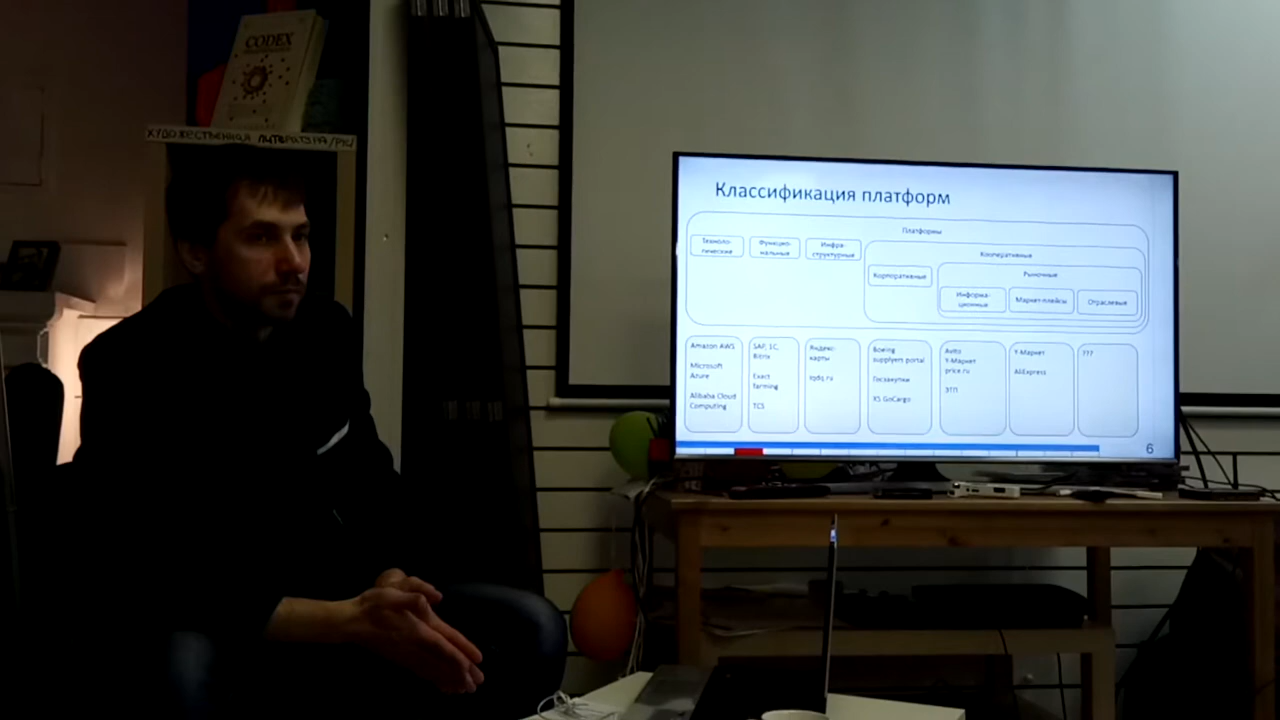 CODEX
ХУДОЖЕСТВЕННАЯ ЛИТЕРАТУРА /РУС/
Классификация платформ
Платформы
Техноло-
гические
Функцио-
нальные
Инфра-
структурные
Кооперативные
Корпоративные
Рыночные
Информа-
ционные
Маркет-плейсы
Отраслевые
Amazon AWS
Microsoft
Azure
Alibaba Cloud
Computing
SAP, 1C,
Bitrix
Exact
farming
TCS
Яндекс-
карты
Boeing
supplyers portal
Госзакупки
X5 GoCargo
Avito
Y-Маркет
price.ru
ЭТП
Y-Маркет
AliExpress
???
6